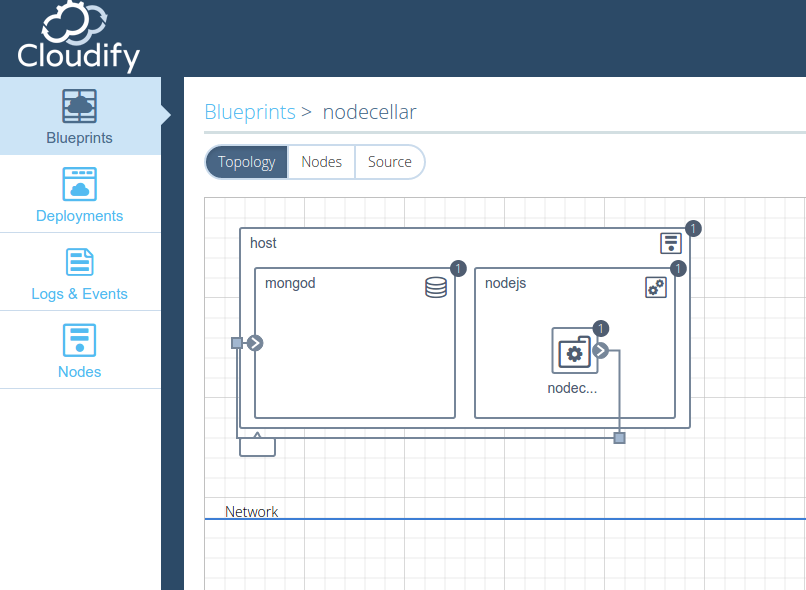 Cloudify
Blueprints
Deployments
Logs & Events
Nodes
Blueprints > nodecellar
Topology
Nodes
Source
host
1
mongod
1
nodejs
1
1
nodec...
Network